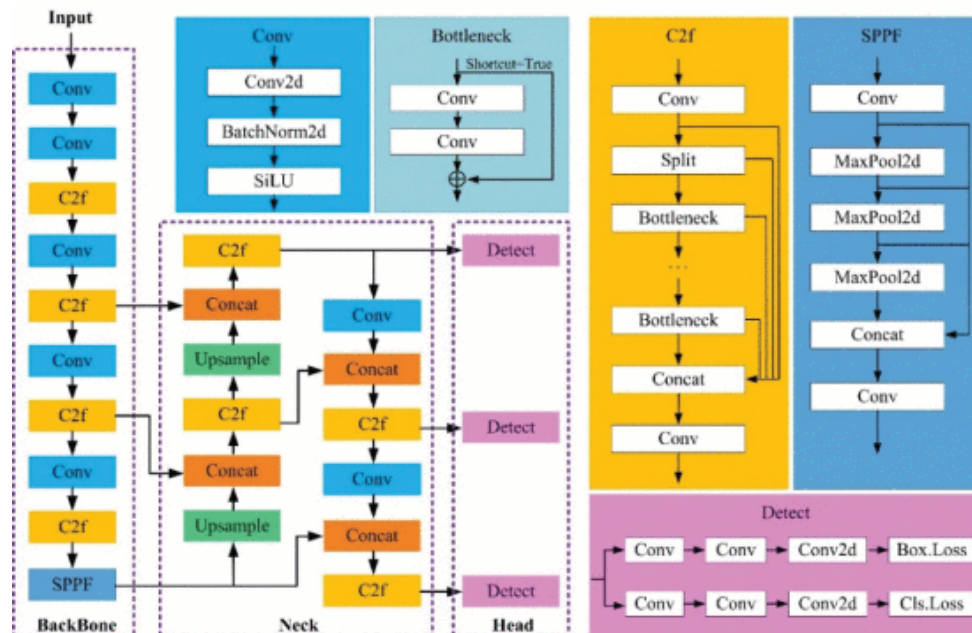 Input
Conv
Conv
C2f
Conv
C2f
Conv
C2f
Conv
C2f
SPPF
BackBone
Conv
Conv2d
BatchNorm2d
SiLU
Bottleneck
Shortcut=True
Conv
Conv
C2f
Concat
Upsample
C2f
Concat
Upsample
Conv
Concat
C2f
Conv
Concat
C2f
Neck
Detect
Detect
Detect
Head
C2f
Conv
Split
Bottleneck
...
Bottleneck
Concat
Conv
SPPF
Conv
MaxPool2d
MaxPool2d
MaxPool2d
Concat
Conv
Detect
Conv Conv Conv2d Box.Loss
Conv Conv Conv2d Cls.Loss